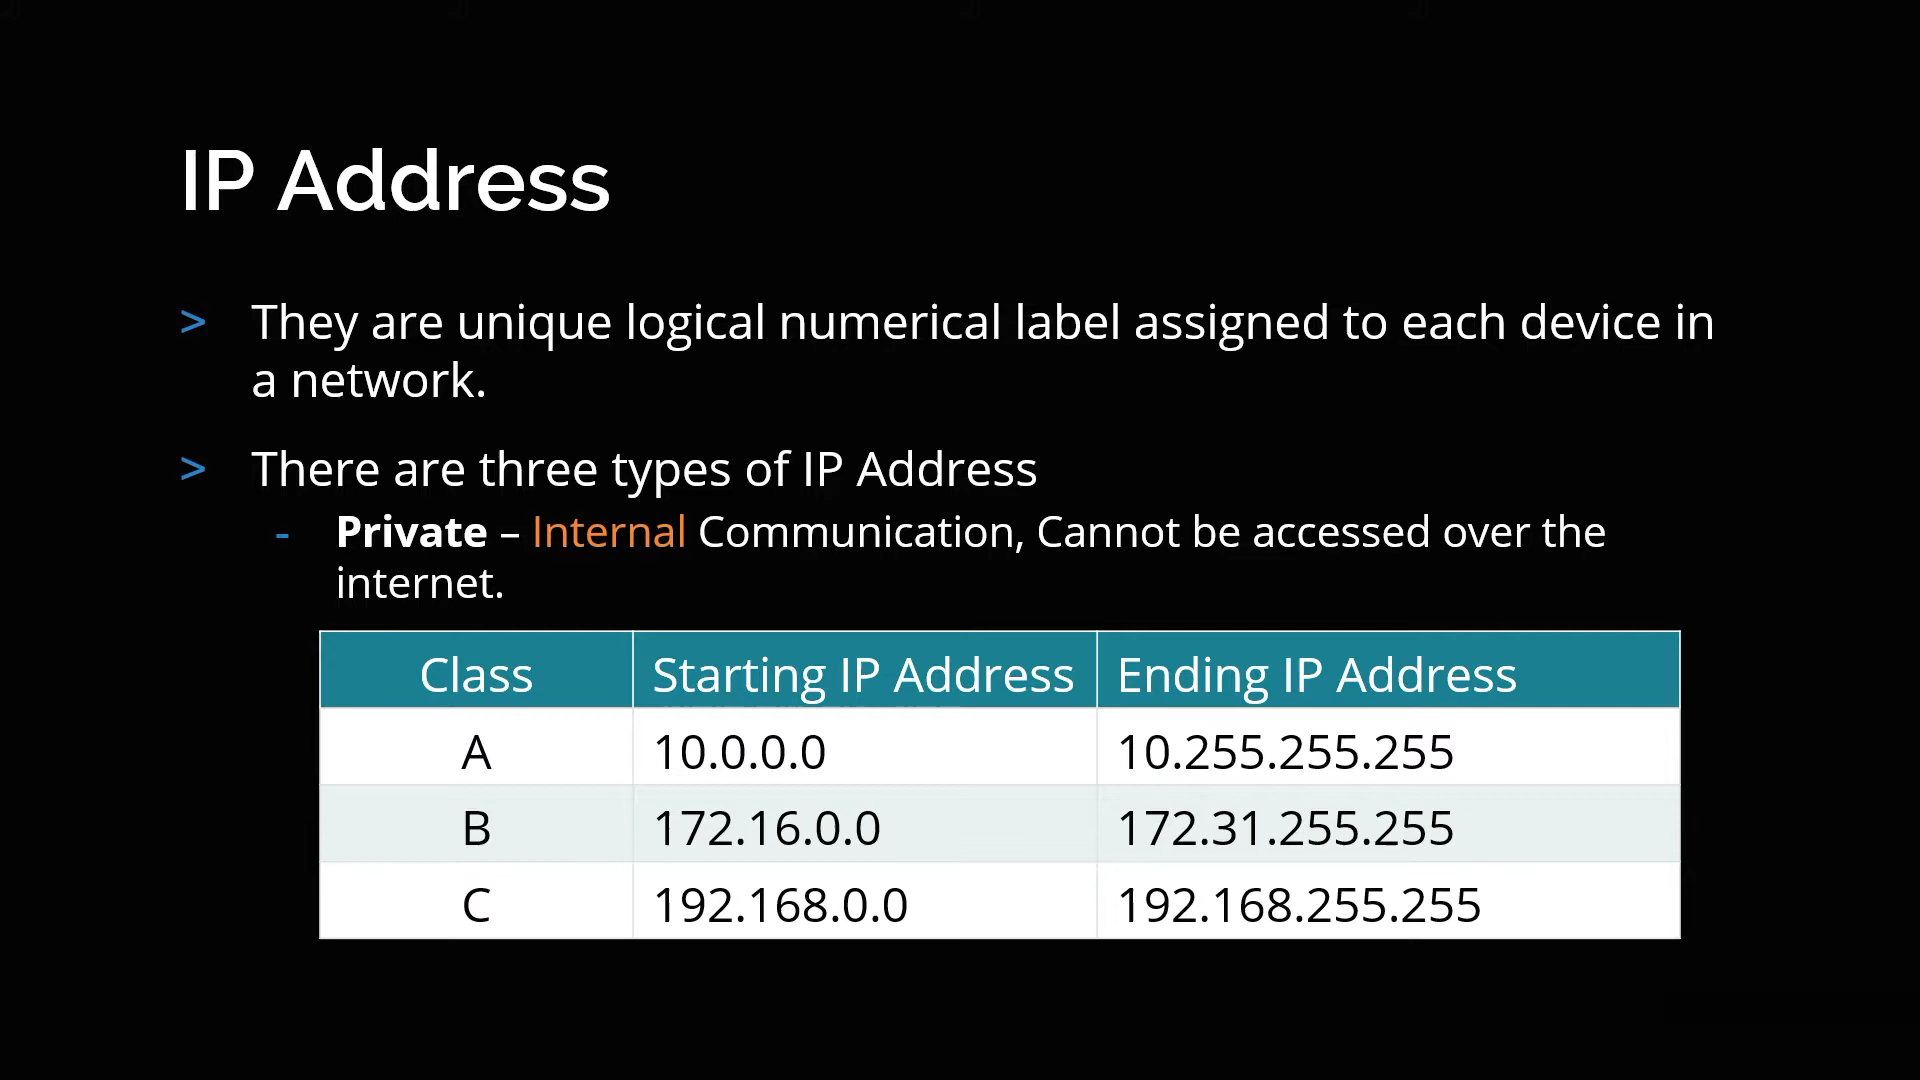 IP Address
> They are unique logical numerical label assigned to each device in
a network.
> There are three types of IP Address
- Private – Internal Communication, Cannot be accessed over the
internet.
Class Starting IP Address Ending IP Address
A 10.0.0.0 10.255.255.255
B 172.16.0.0 172.31.255.255
C 192.168.0.0 192.168.255.255